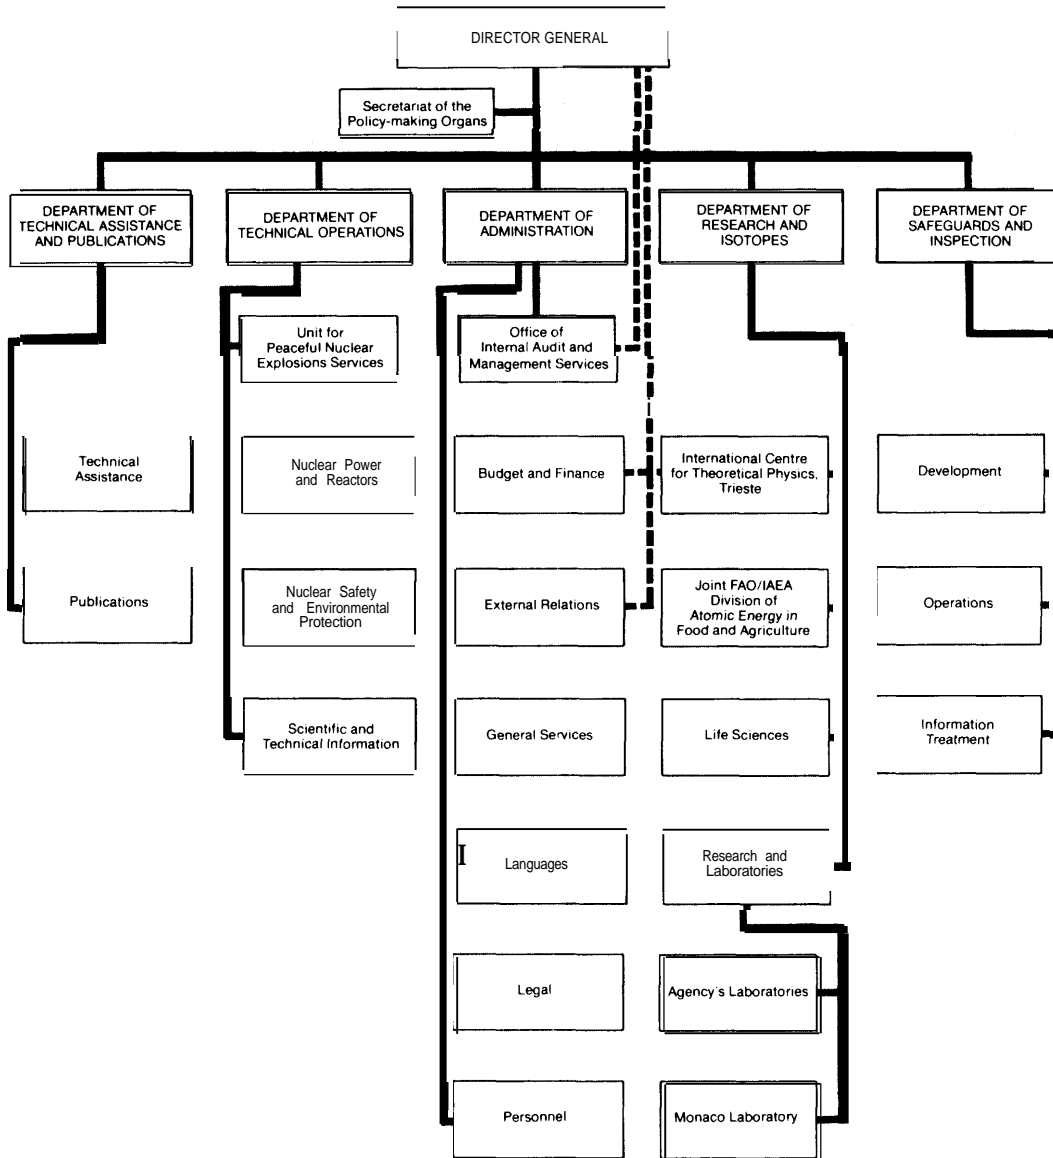 DIRECTOR GENERAL
Secretariat of the
Policy-making Organs
DEPARTMENT OF
TECHNICAL ASSISTANCE
AND PUBLICATIONS
DEPARTMENT OF
TECHNICAL OPERATIONS
DEPARTMENT OF
ADMINISTRATION
DEPARTMENT OF
RESEARCH AND
ISOTOPES
DEPARTMENT OF
SAFEGUARDS AND
INSPECTION
Unit for
Peaceful Nuclear
Explosions Services
Office of
Internal Audit and
Management Services
Technical
Assistance
Nuclear Power
and Reactors
Budget and Finance
International Centre
for Theoretical Physics,
Trieste
Development
Publications
Nuclear Safety
and Environmental
Protection
External Relations
Joint FAO/IAEA
Division of
Atomic Energy in
Food and Agriculture
Operations
Scientific and
Technical Information
General Services
Life Sciences
Information
Treatment
Languages
Research and
Laboratories
Legal
Agency's Laboratories
Personnel
Monaco Laboratory